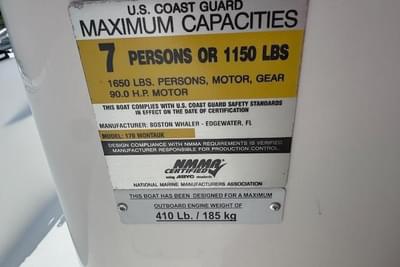 U.S. COAST GUARD
MAXIMUM CAPACITIES
7 PERSONS OR 1150 LBS
1650 LBS. PERSONS, MOTOR, GEAR
90.0 H.P. MOTOR
THIS BOAT COMPLIES WITH U.S. COAST GUARD SAFETY STANDARDS
IN EFFECT ON THE DATE OF CERTIFICATION
MANUFACTURER: BOSTON WHALER - EDGEWATER, FL
MODEL: 170 MONTAUK
DESIGN COMPLIANCE WITH NMMA REQUIREMENTS IS VERIFIED.
MANUFACTURER RESPONSIBLE FOR PRODUCTION CONTROL.
NMMA
CERTIFIED
using ABYC standards
NATIONAL MARINE MANUFACTURERS ASSOCIATION
THIS BOAT HAS BEEN DESIGNED FOR A MAXIMUM
OUTBOARD ENGINE WEIGHT OF
410 Lb. / 185 kg